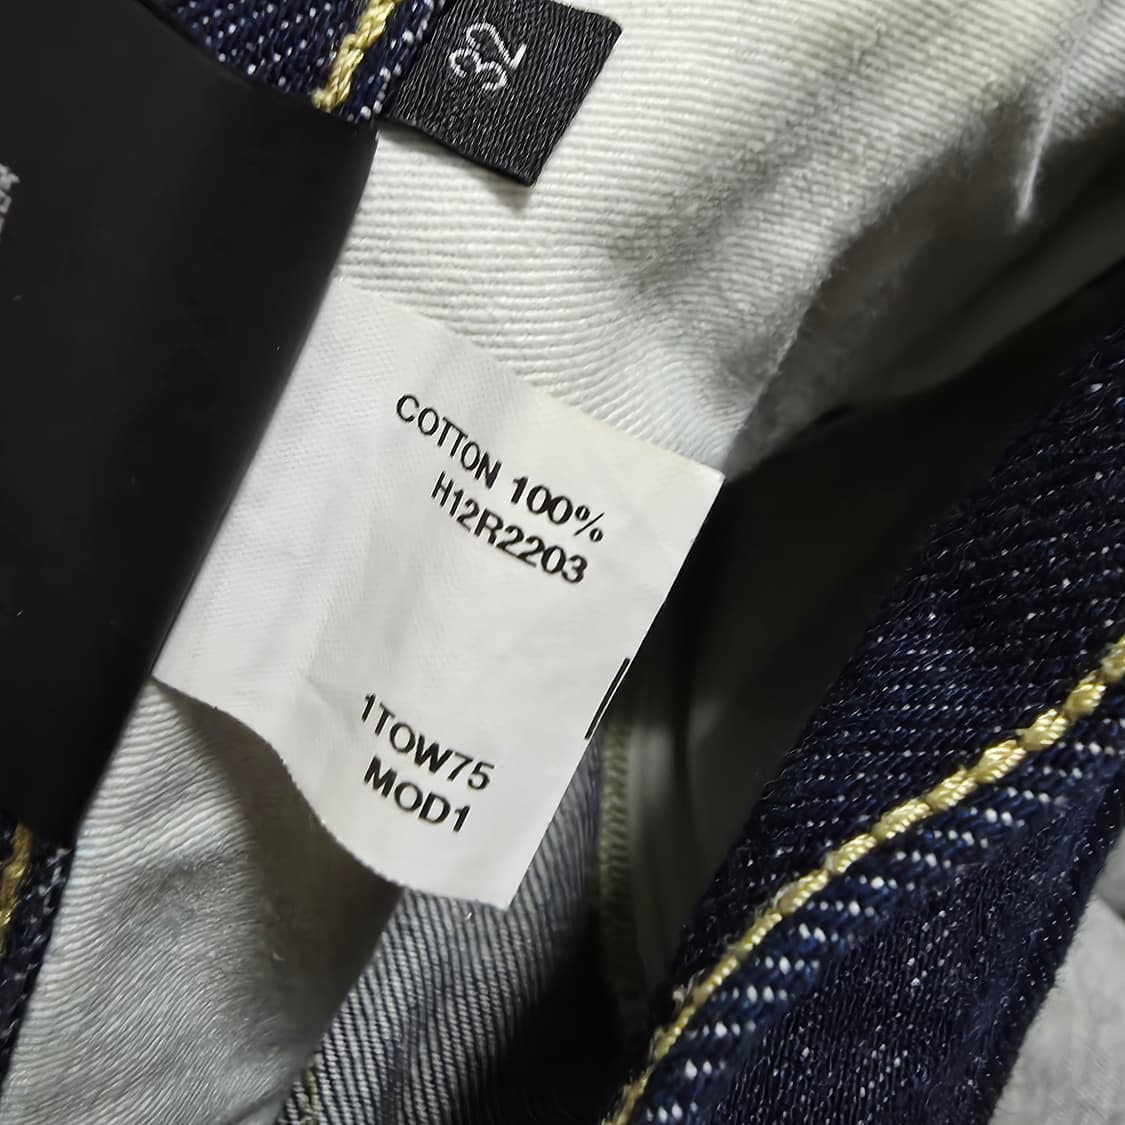 32
COTTON 100%
H12R2203
1TOW75
MOD1